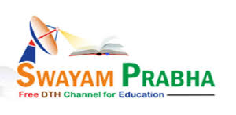 SWAYAM PRABHA
Free DTH Channel for Education